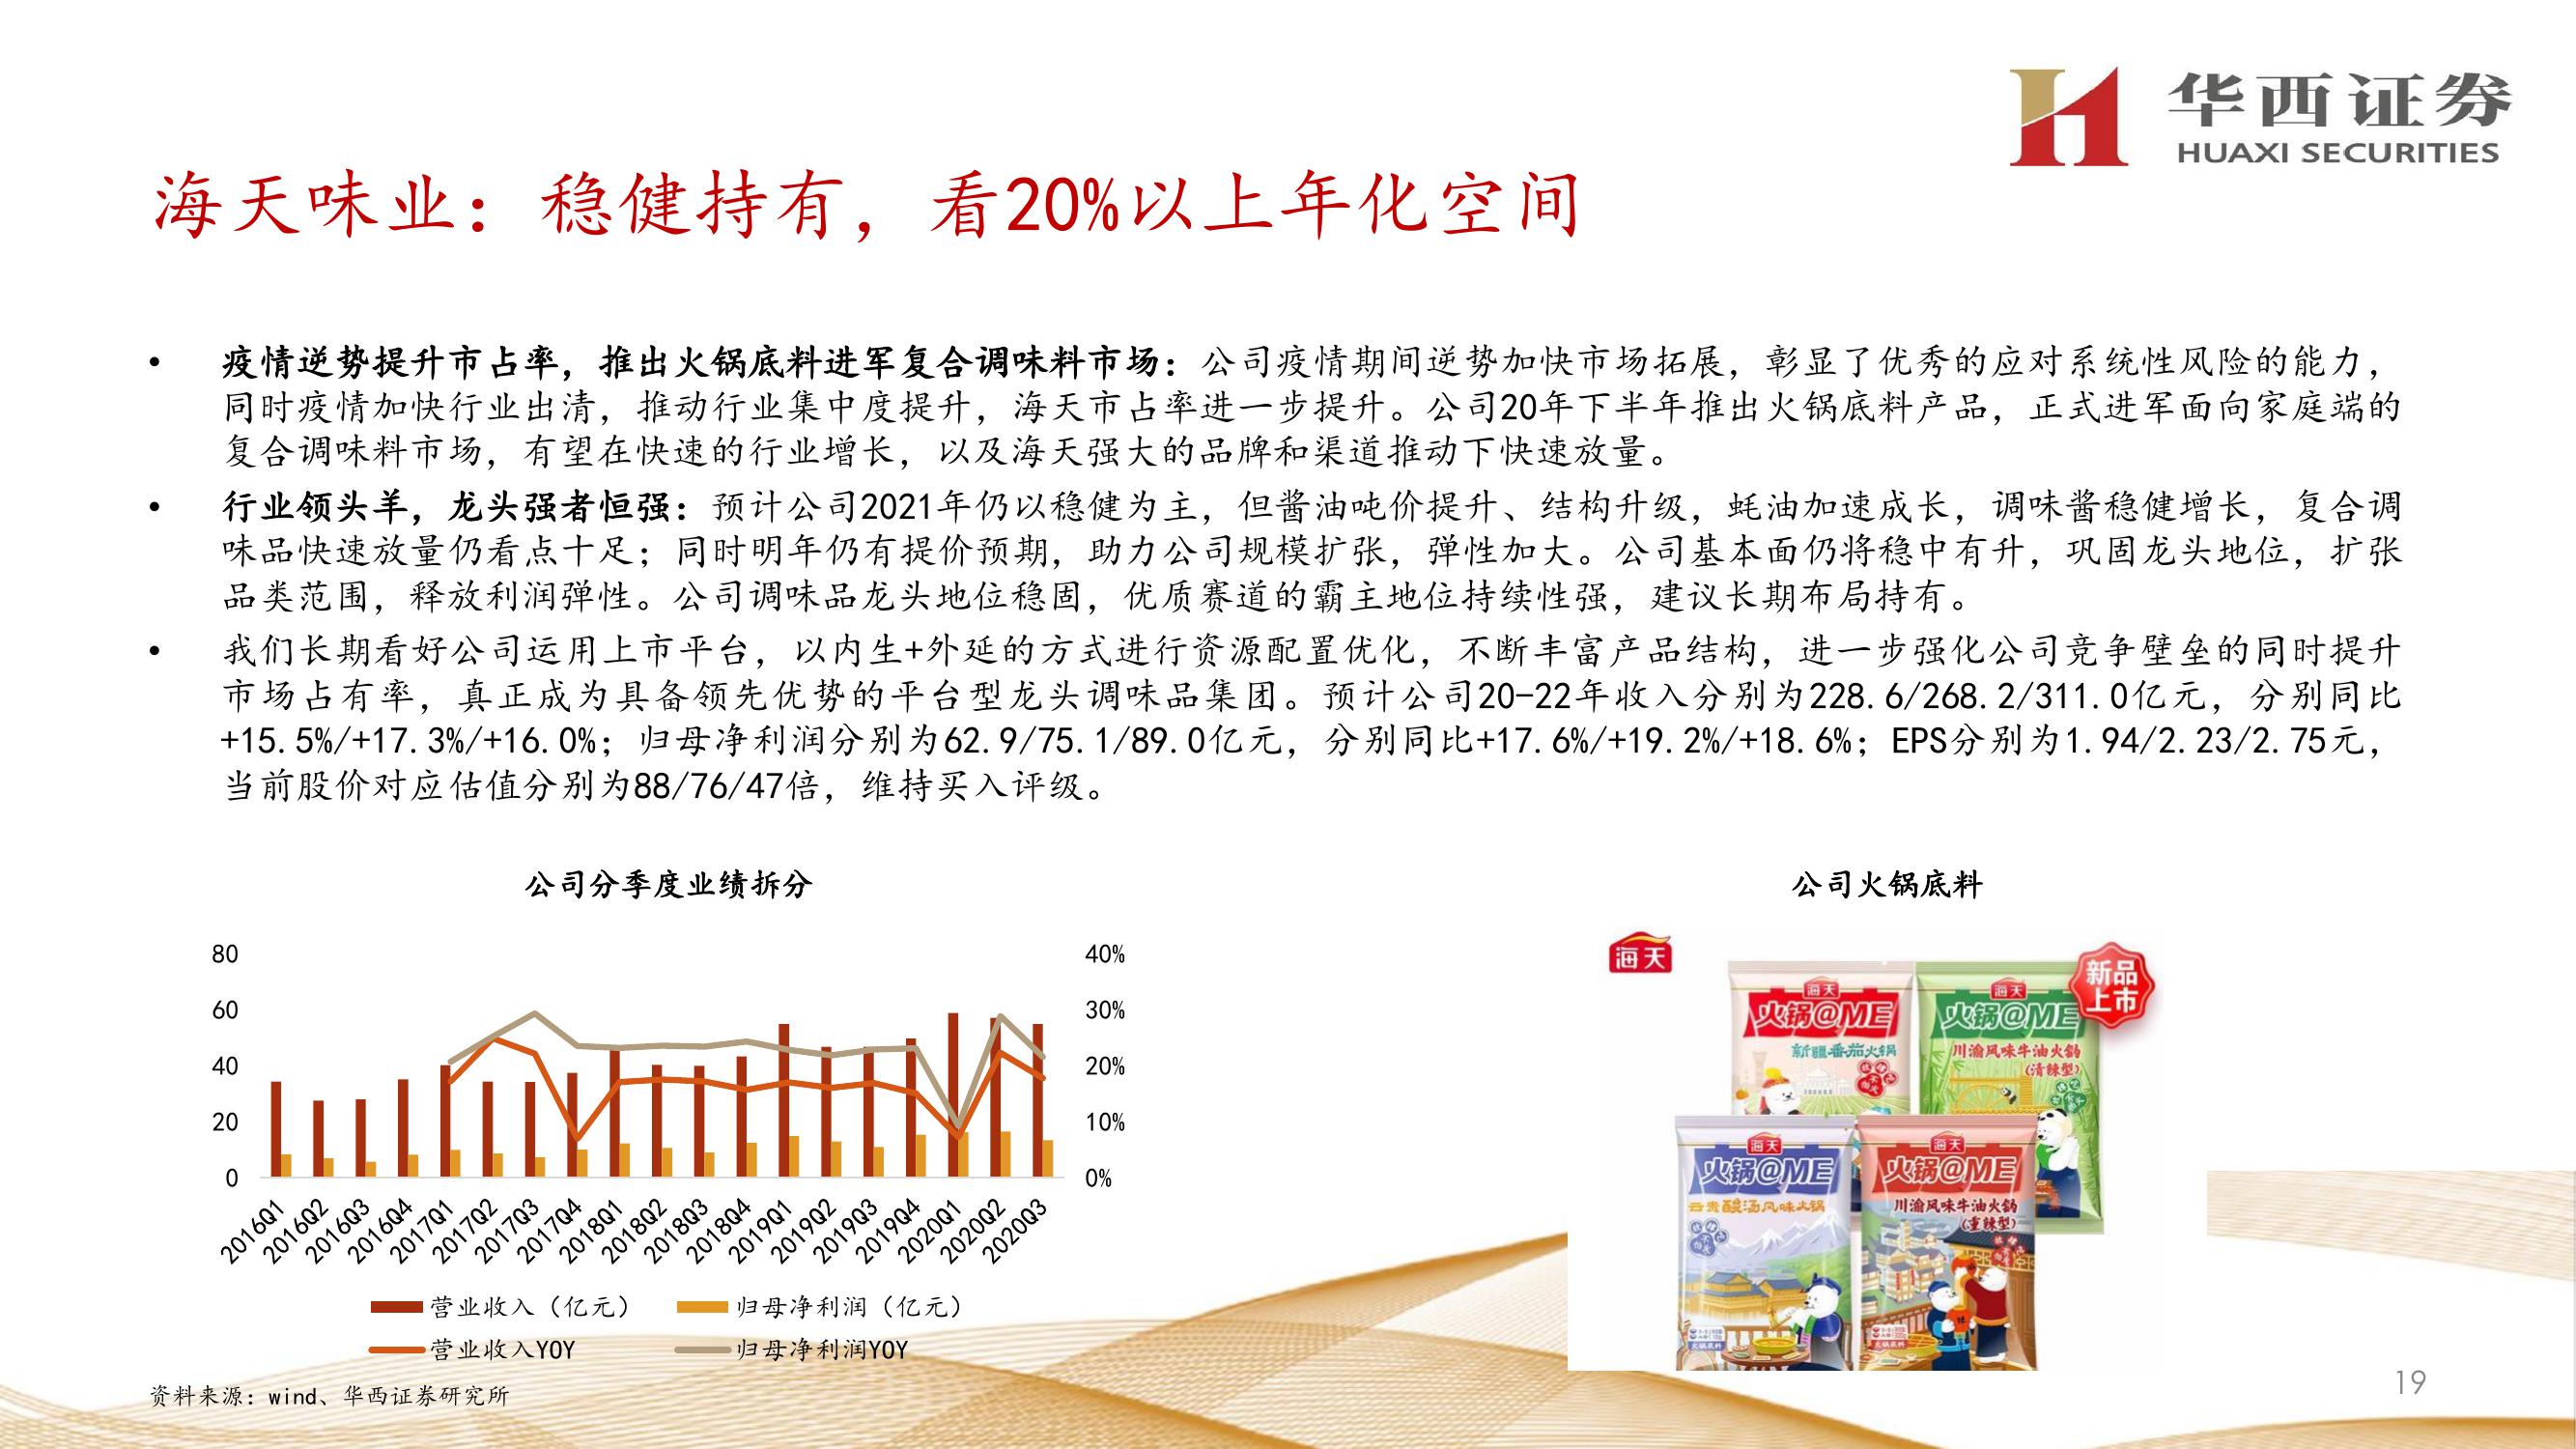 华西证券
HUAXI SECURITIES
海天味业：稳健持有，看20%以上年化空间
• 疫情逆势提升市占率，推出火锅底料进军复合调味料市场：公司疫情期间逆势加快市场拓展，彰显了优秀的应对系统性风险的能力，
同时疫情加快行业出清，推动行业集中度提升，海天市占率进一步提升。公司20年下半年推出火锅底料产品，正式进军面向家庭端的
复合调味料市场，有望在快速的行业增长，以及海天强大的品牌和渠道推动下快速放量。
• 行业领头羊，龙头强者恒强：预计公司2021年仍以稳健为主，但酱油吨价提升、结构升级，蚝油加速成长，调味酱稳健增长，复合调
味品快速放量仍看点十足；同时明年仍有提价预期，助力公司规模扩张，弹性加大。公司基本面仍将稳中有升，巩固龙头地位，扩张
品类范围，释放利润弹性。公司调味品龙头地位稳固，优质赛道的霸主地位持续性强，建议长期布局持有。
• 我们长期看好公司运用上市平台，以内生+外延的方式进行资源配置优化，不断丰富产品结构，进一步强化公司竞争壁垒的同时提升
市场占有率，真正成为具备领先优势的平台型龙头调味品集团。预计公司20-22年收入分别为228.6/268.2/311.0亿元，分别同比
+15.5%/+17.3%/+16.0%；归母净利润分别为62.9/75.1/89.0亿元，分别同比+17.6%/+19.2%/+18.6%；EPS分别为1.94/2.23/2.75元，
当前股价对应估值分别为88/76/47倍，维持买入评级。
公司分季度业绩拆分
80
60
40
20
0
40%
30%
20%
10%
0%
2016Q1
2016Q2
2016Q3
2016Q4
2017Q1
2017Q2
2017Q3
2017Q4
2018Q1
2018Q2
2018Q3
2018Q4
2019Q1
2019Q2
2019Q3
2019Q4
2020Q1
2020Q2
2020Q3
营业收入（亿元）
归母净利润（亿元）
营业收入YOY
归母净利润YOY
公司火锅底料
海天
新品
上市
海天
火锅@ME
新疆番茄火锅
海天
火锅@ME
川渝风味牛油火锅
(清辣型)
海天
火锅@ME
云贵酸汤风味火锅
海天
火锅@ME
川渝风味牛油火锅
(重辣型)
资料来源：wind、华西证券研究所
19